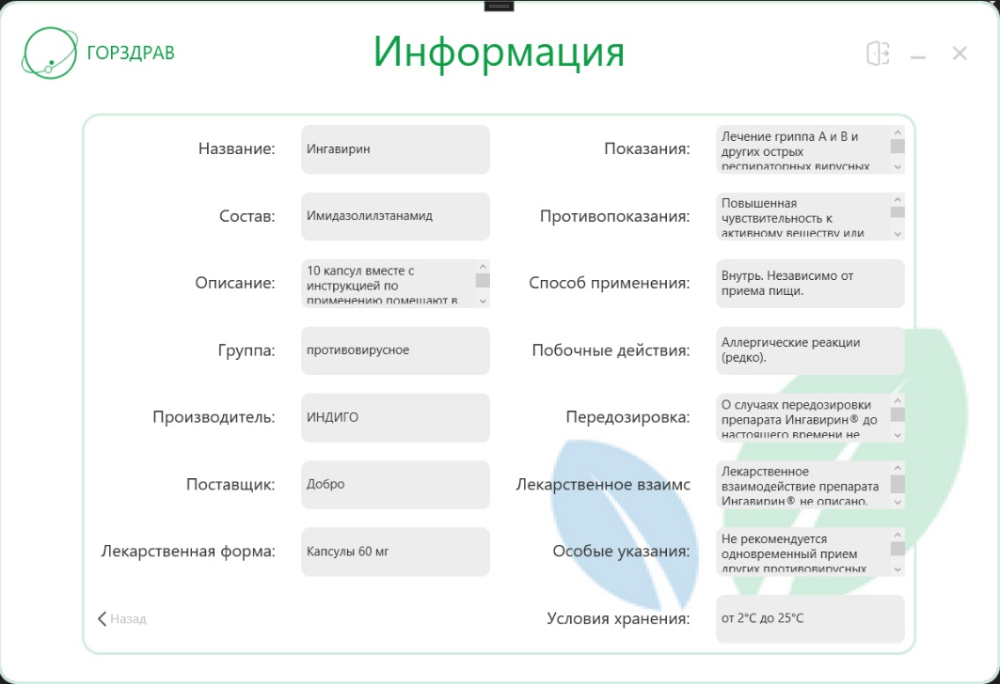 ГОРЗДРАВ
Информация
Название:
Ингавирин
Состав:
Имидазолилэтанамид
Описание:
10 капсул вместе с
инструкцией по
применению помещают в
Группа:
противовирусное
Производитель:
ИНДИГО
Поставщик:
Добро
Лекарственная форма:
Капсулы 60 мг
Назад
Показания:
Лечение гриппа А и В и
других острых
респираторных вирусных
Противопоказания:
Повышенная
чувствительность к
активному веществу или
Способ применения:
Внутрь. Независимо от
приема пищи.
Побочные действия:
Аллергические реакции
(редко).
Передозировка:
О случаях передозировки
препарата Ингавирин® до
настоящего времени не
Лекарственное взаимс
Лекарственное
взаимодействие препарата
Ингавирин® не описано.
Особые указания:
Не рекомендуется
одновременный прием
других противовирусных
Условия хранения:
от 2°С до 25°С